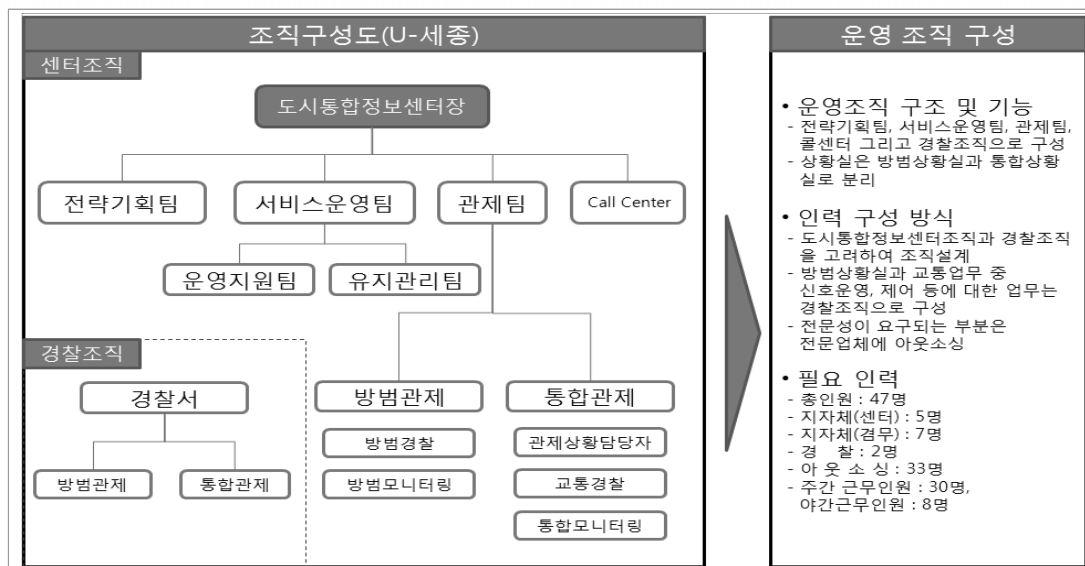 조직구성도(U-세종)
센터조직
도시통합정보센터장
전략기획팀
서비스운영팀
관제팀
Call Center
운영지원팀
유지관리팀
경찰조직
경찰서
방범관제
통합관제
방범관제
방범경찰
방범모니터링
통합관제
관제상황담당자
교통경찰
통합모니터링
운영 조직 구성
• 운영조직 구조 및 기능
- 전략기획팀, 서비스운영팀, 관제팀,
콜센터 그리고 경찰조직으로 구성
- 상황실은 방범상황실과 통합상황
실로 분리
• 인력 구성 방식
- 도시통합정보센터조직과 경찰조직
을 고려하여 조직설계
- 방범상황실과 교통업무 중
신호운영, 제어 등에 대한 업무는
경찰조직으로 구성
- 전문성이 요구되는 부분은
전문업체에 아웃소싱
• 필요 인력
- 총인원 : 47명
- 지자체(센터) : 5명
- 지자체(겸무) : 7명
- 경 찰 : 2명
- 아 웃 소 싱 : 33명
- 주간 근무인원 : 30명,
야간근무인원 : 8명